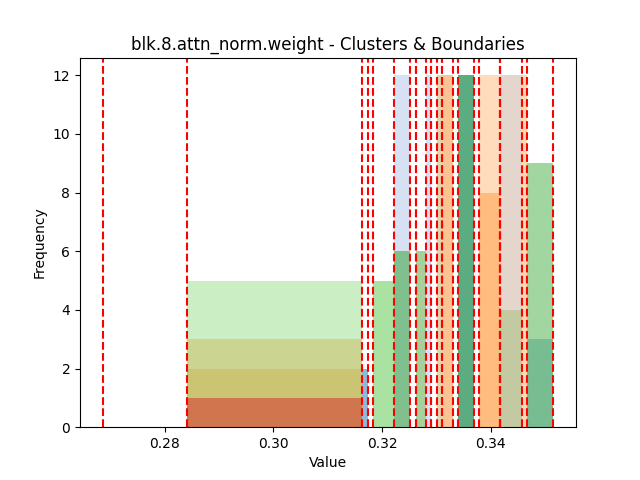 blk.8.attn_norm.weight - Clusters & Boundaries
12
10
8
6
4
2
0
Frequency
0.28 0.30 0.32 0.34
Value